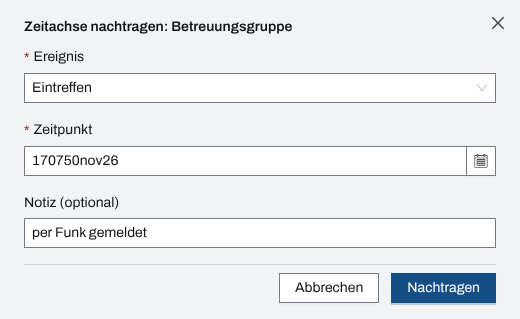 Zeitachse nachtragen: Betreuungsgruppe
* Ereignis
Eintreffen
* Zeitpunkt
170750nov26
Notiz (optional)
per Funk gemeldet
Abbrechen
Nachtragen